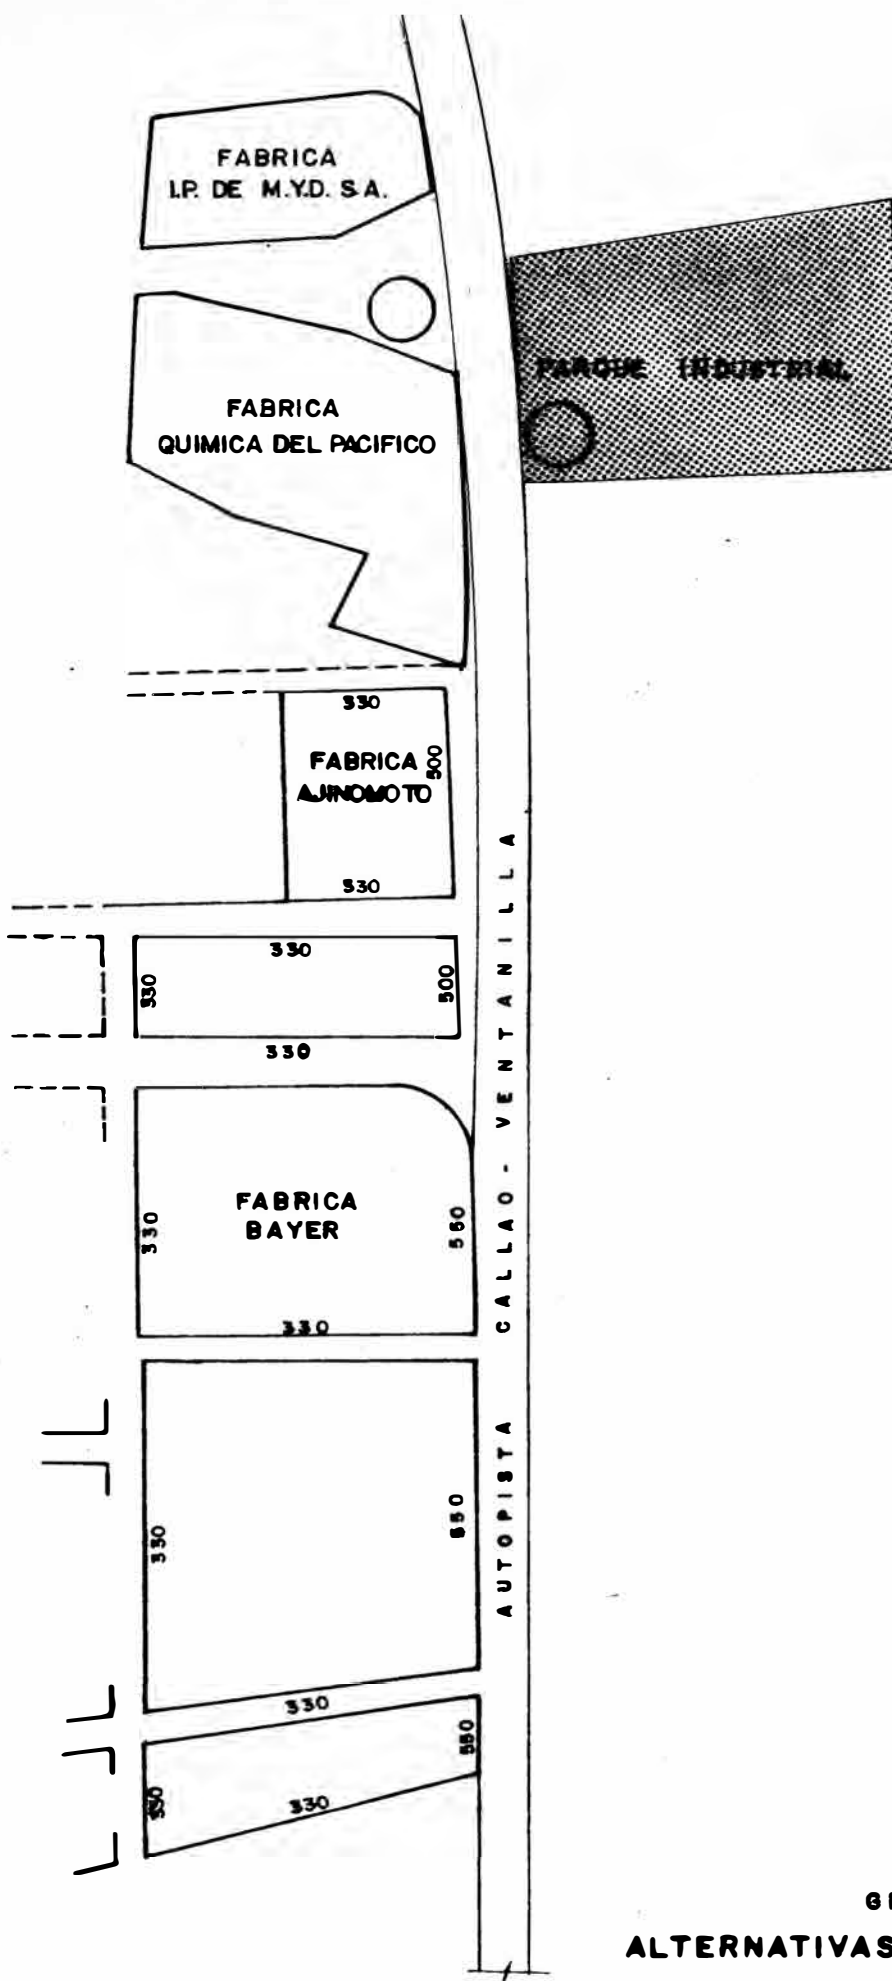 FABRICA
I.P. DE M.Y.D. S.A.
PARQUE INDUSTRIAL
FABRICA
QUIMICA DEL PACIFICO
330
FABRICA
AJINOMOTO
500
330
330
330
500
330
FABRICA
BAYER
330
550
330
AUTOPISTA CALLAO - VENTANILLA
330
550
330
550
330
330
ALTERNATIVAS